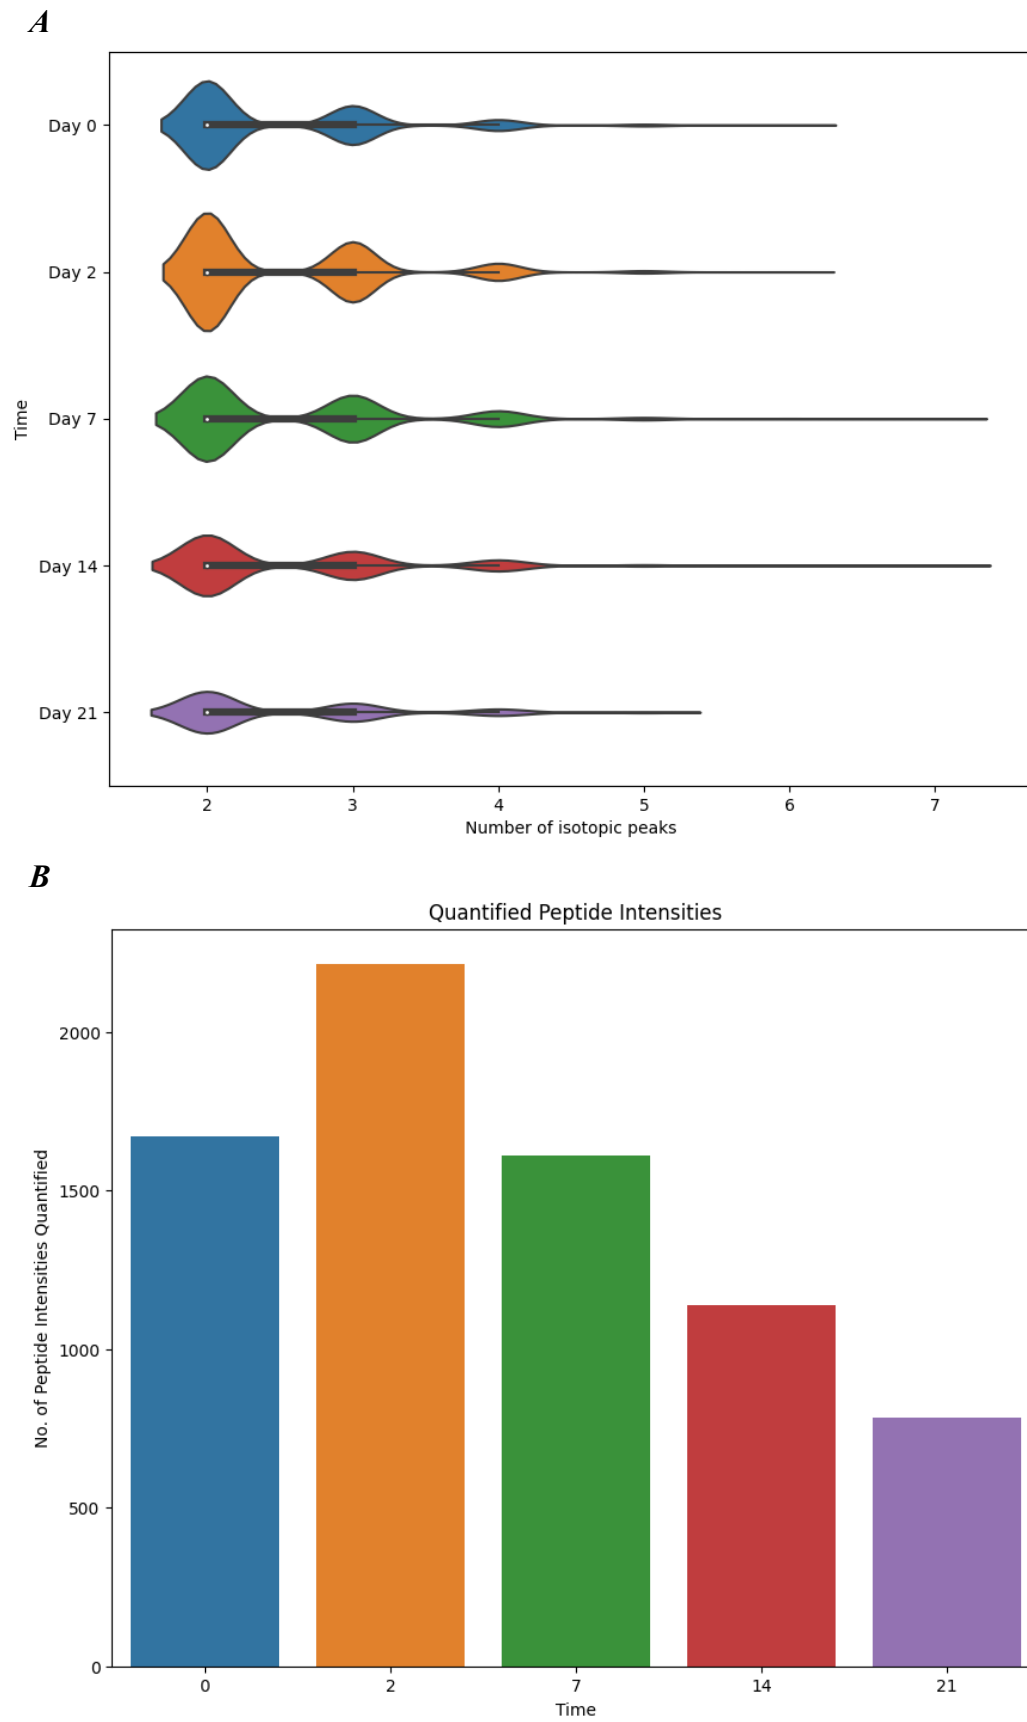 A
Day 0
Day 2
Day 7
Day 14
Day 21
Time
2 3 4 5 6 7
Number of isotopic peaks
B
Quantified Peptide Intensities
2000
1500
1000
500
0
No. of Peptide Intensities Quantified
0 2 7 14 21
Time